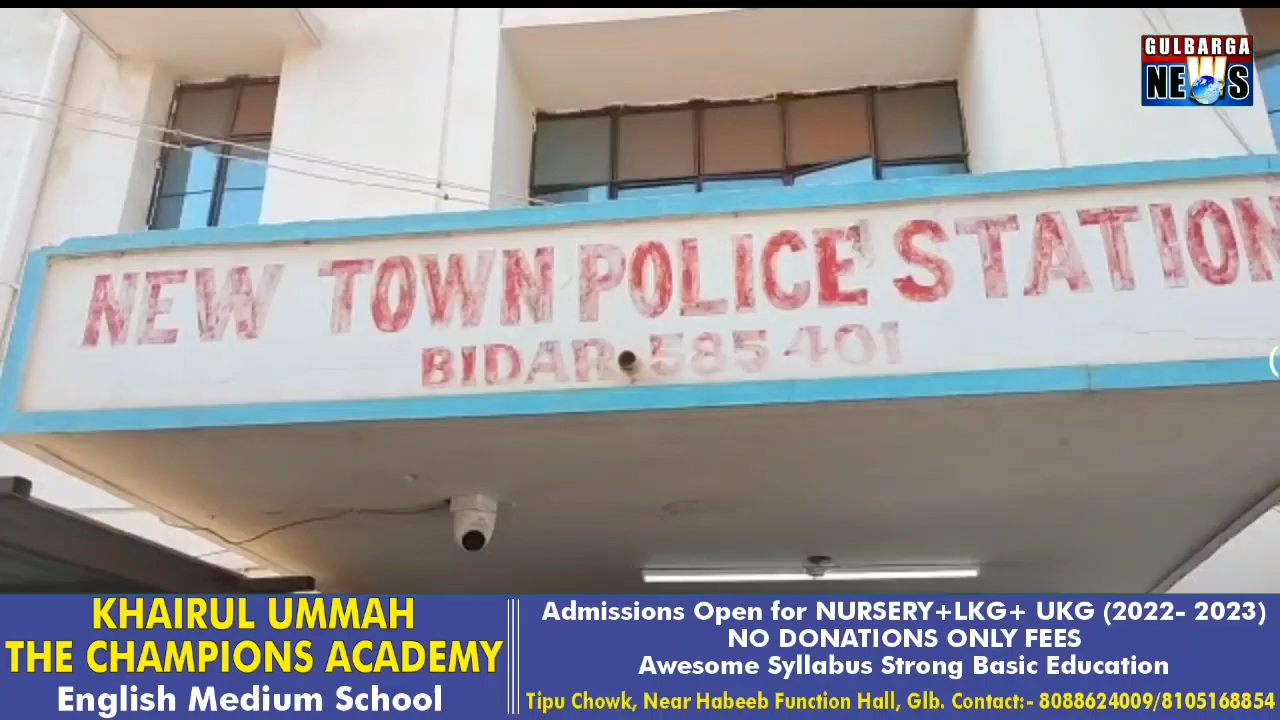 GULBARGA
NEWS
NEW TOWN POLICE STATION
BIDAR 585401
KHAIRUL UMMAH
THE CHAMPIONS ACADEMY
English Medium School
Admissions Open for NURSERY+LKG+ UKG (2022- 2023)
NO DONATIONS ONLY FEES
Awesome Syllabus Strong Basic Education
Tipu Chowk, Near Habeeb Function Hall, Glb. Contact:- 8088624009/8105168854